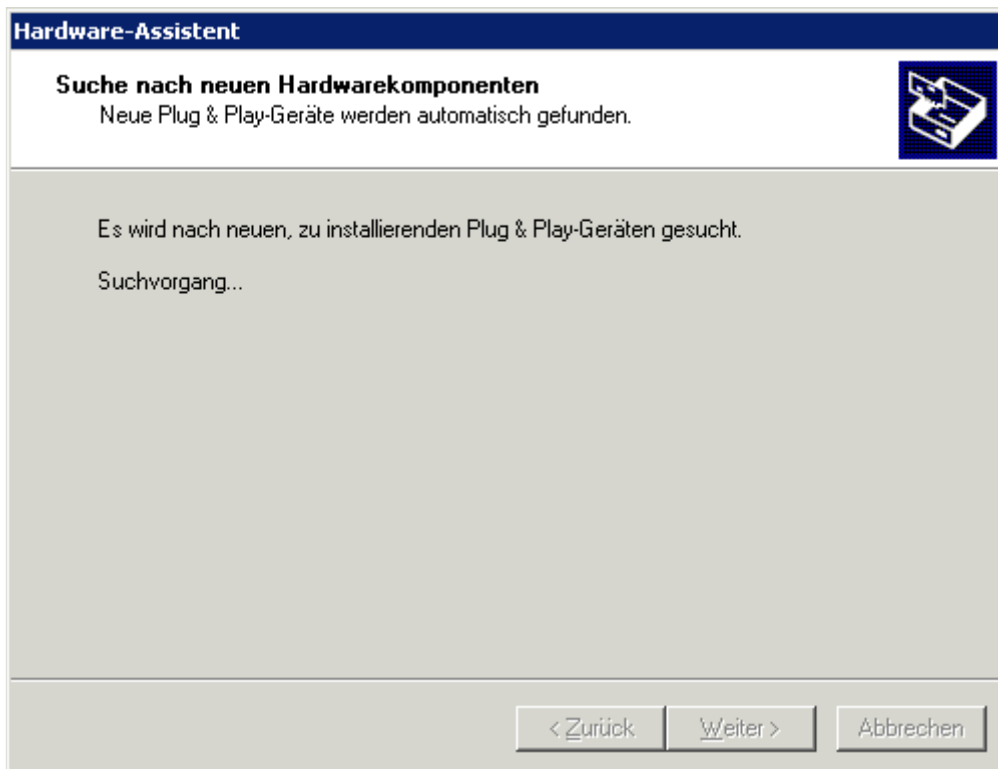 Hardware-Assistent
Suche nach neuen Hardwarekomponenten
Neue Plug & Play-Geräte werden automatisch gefunden.
Es wird nach neuen, zu installierenden Plug & Play-Geräten gesucht.
Suchvorgang...
< Zurück Weiter > Abbrechen